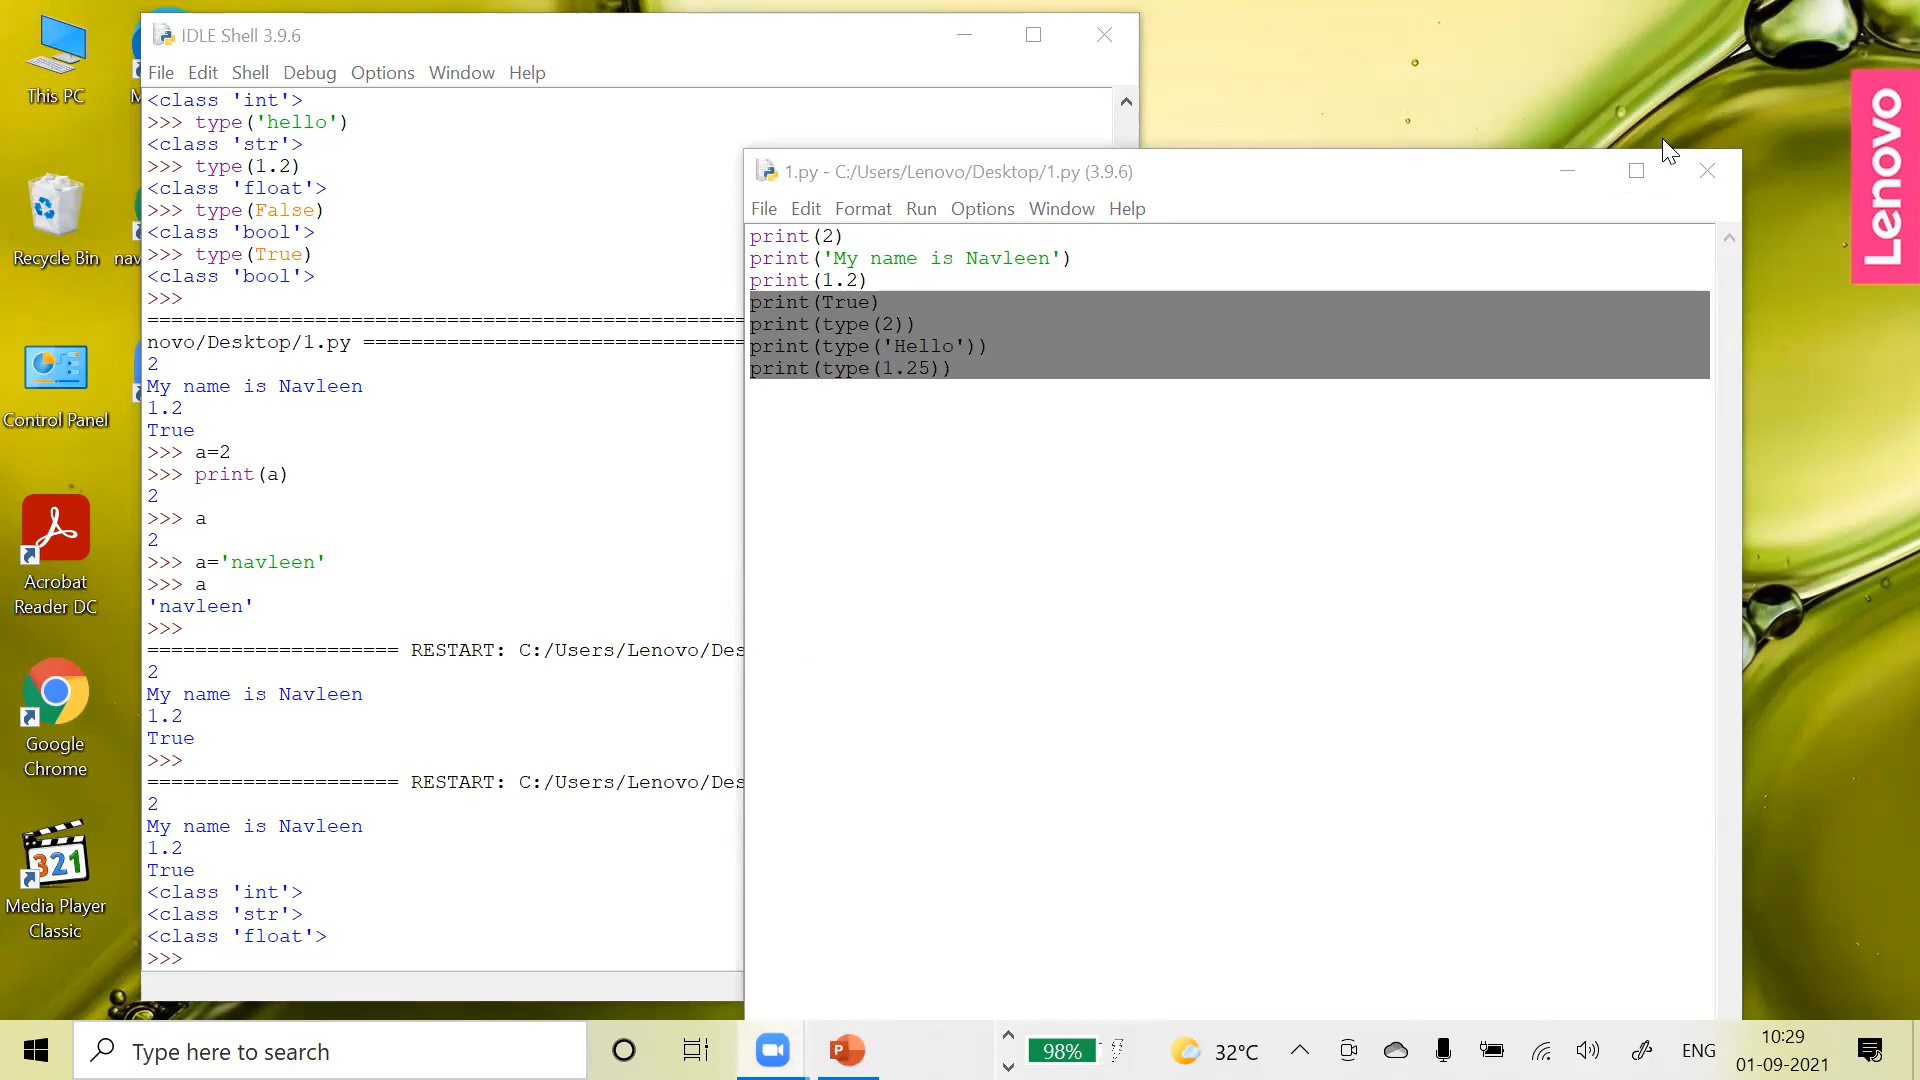 This PC
Recycle Bin
nav
Control Panel
Acrobat
Reader DC
Google
Chrome
321
Media Player
Classic
IDLE Shell 3.9.6
File Edit Shell Debug Options Window Help
<class 'int'>
>>> type('hello')
<class 'str'>
>>> type(1.2)
<class 'float'>
>>> type(False)
<class 'bool'>
>>> type(True)
<class 'bool'>
>>>
==================================================
novo/Desktop/1.py ================================
2
My name is Navleen
1.2
True
>>> a=2
>>> print(a)
2
>>> a
2
>>> a='navleen'
>>> a
'navleen'
>>>
===================== RESTART: C:/Users/Lenovo/Des
2
My name is Navleen
1.2
True
>>>
===================== RESTART: C:/Users/Lenovo/Des
2
My name is Navleen
1.2
True
<class 'int'>
<class 'str'>
<class 'float'>
>>>
1.py - C:/Users/Lenovo/Desktop/1.py (3.9.6)
File Edit Format Run Options Window Help
print(2)
print('My name is Navleen')
print(1.2)
print(True)
print(type(2))
print(type('Hello'))
print(type(1.25))
Lenovo
Type here to search
P
98%
32°C
ENG
10:29
01-09-2021